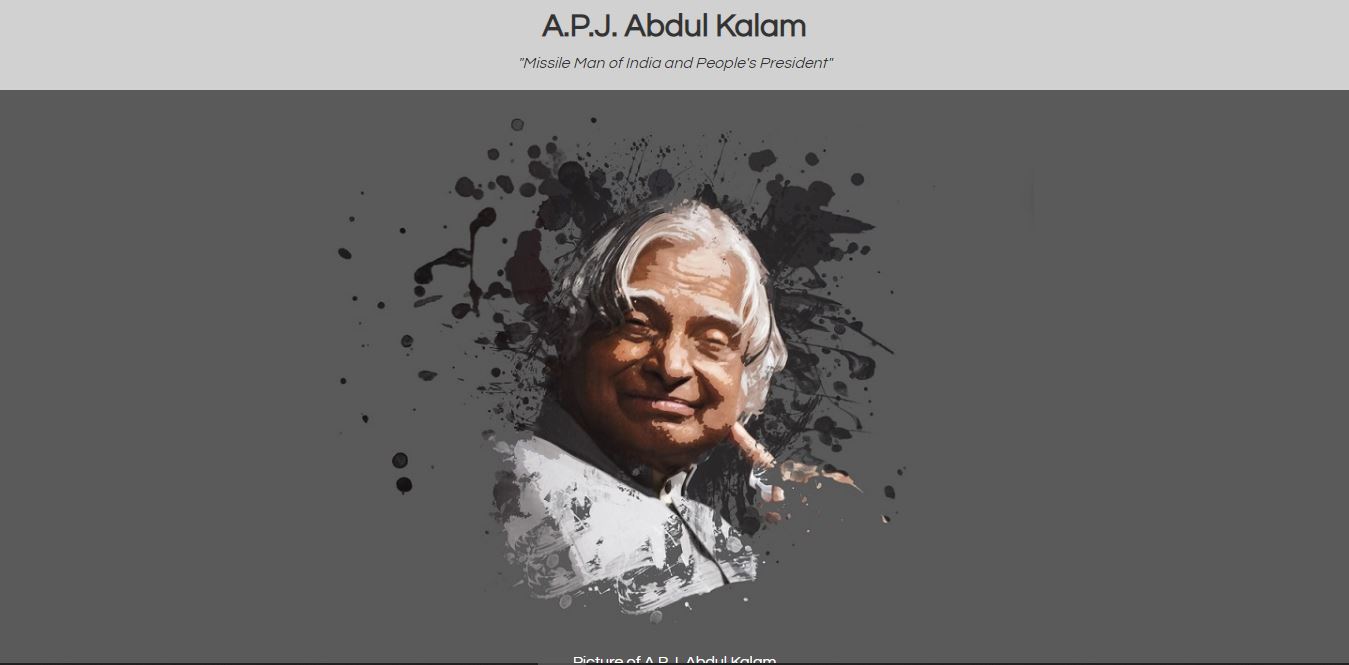 A.P.J. Abdul Kalam
"Missile Man of India and People's President"
Picture of A.P.J. Abdul Kalam